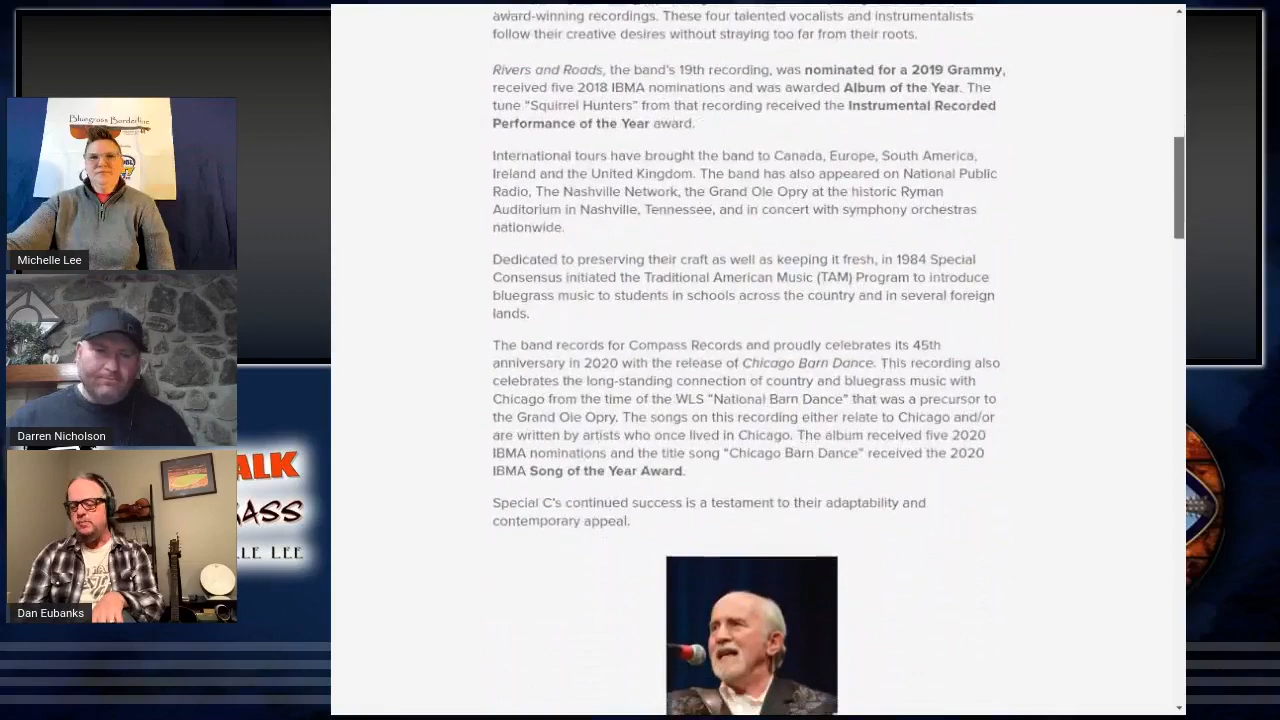 award-winning recordings. These four talented vocalists and instrumentalists
follow their creative desires without straying too far from their roots.
Rivers and Roads, the band's 19th recording, was nominated for a 2019 Grammy,
received five 2018 IBMA nominations and was awarded Album of the Year. The
tune "Squirrel Hunters" from that recording received the Instrumental Recorded
Performance of the Year award.
International tours have brought the band to Canada, Europe, South America,
Ireland and the United Kingdom. The band has also appeared on National Public
Radio, The Nashville Network, the Grand Ole Opry at the historic Ryman
Auditorium in Nashville, Tennessee, and in concert with symphony orchestras
nationwide.
Dedicated to preserving their craft as well as keeping it fresh, in 1984 Special
Consensus initiated the Traditional American Music (TAM) Program to introduce
bluegrass music to students in schools across the country and in several foreign
lands.
The band records for Compass Records and proudly celebrates its 45th
anniversary in 2020 with the release of Chicago Barn Dance. This recording also
celebrates the long-standing connection of country and bluegrass music with
Chicago from the time of the WLS "National Barn Dance" that was a precursor to
the Grand Ole Opry. The songs on this recording either relate to Chicago and/or
are written by artists who once lived in Chicago. The album received five 2020
IBMA nominations and the title song "Chicago Barn Dance" received the 2020
IBMA Song of the Year Award.
Special C's continued success is a testament to their adaptability and
contemporary appeal.
Bluegrass Borderline
Michelle Lee
Darren Nicholson
Dan Eubanks
ALK
RASS
LLE LEE